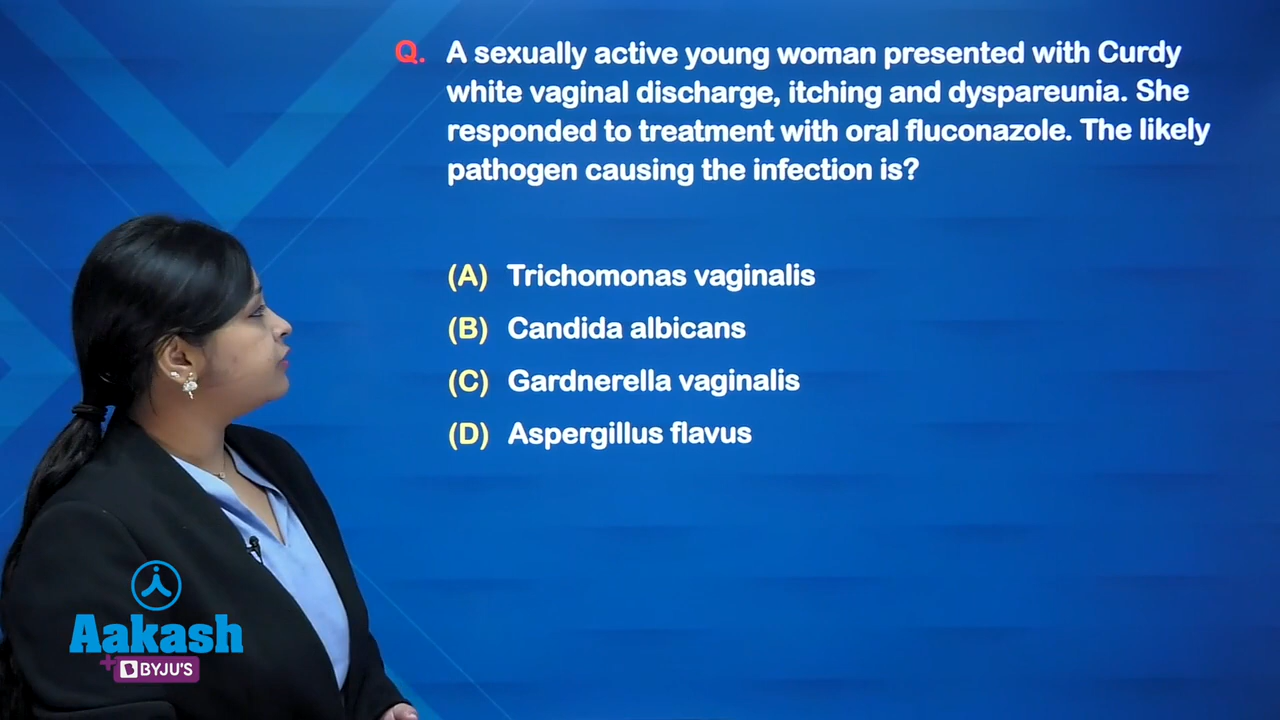 Q. A sexually active young woman presented with Curdy
white vaginal discharge, itching and dyspareunia. She
responded to treatment with oral fluconazole. The likely
pathogen causing the infection is?
(A) Trichomonas vaginalis
(B) Candida albicans
(C) Gardnerella vaginalis
(D) Aspergillus flavus
Aakash
+ BYJU'S